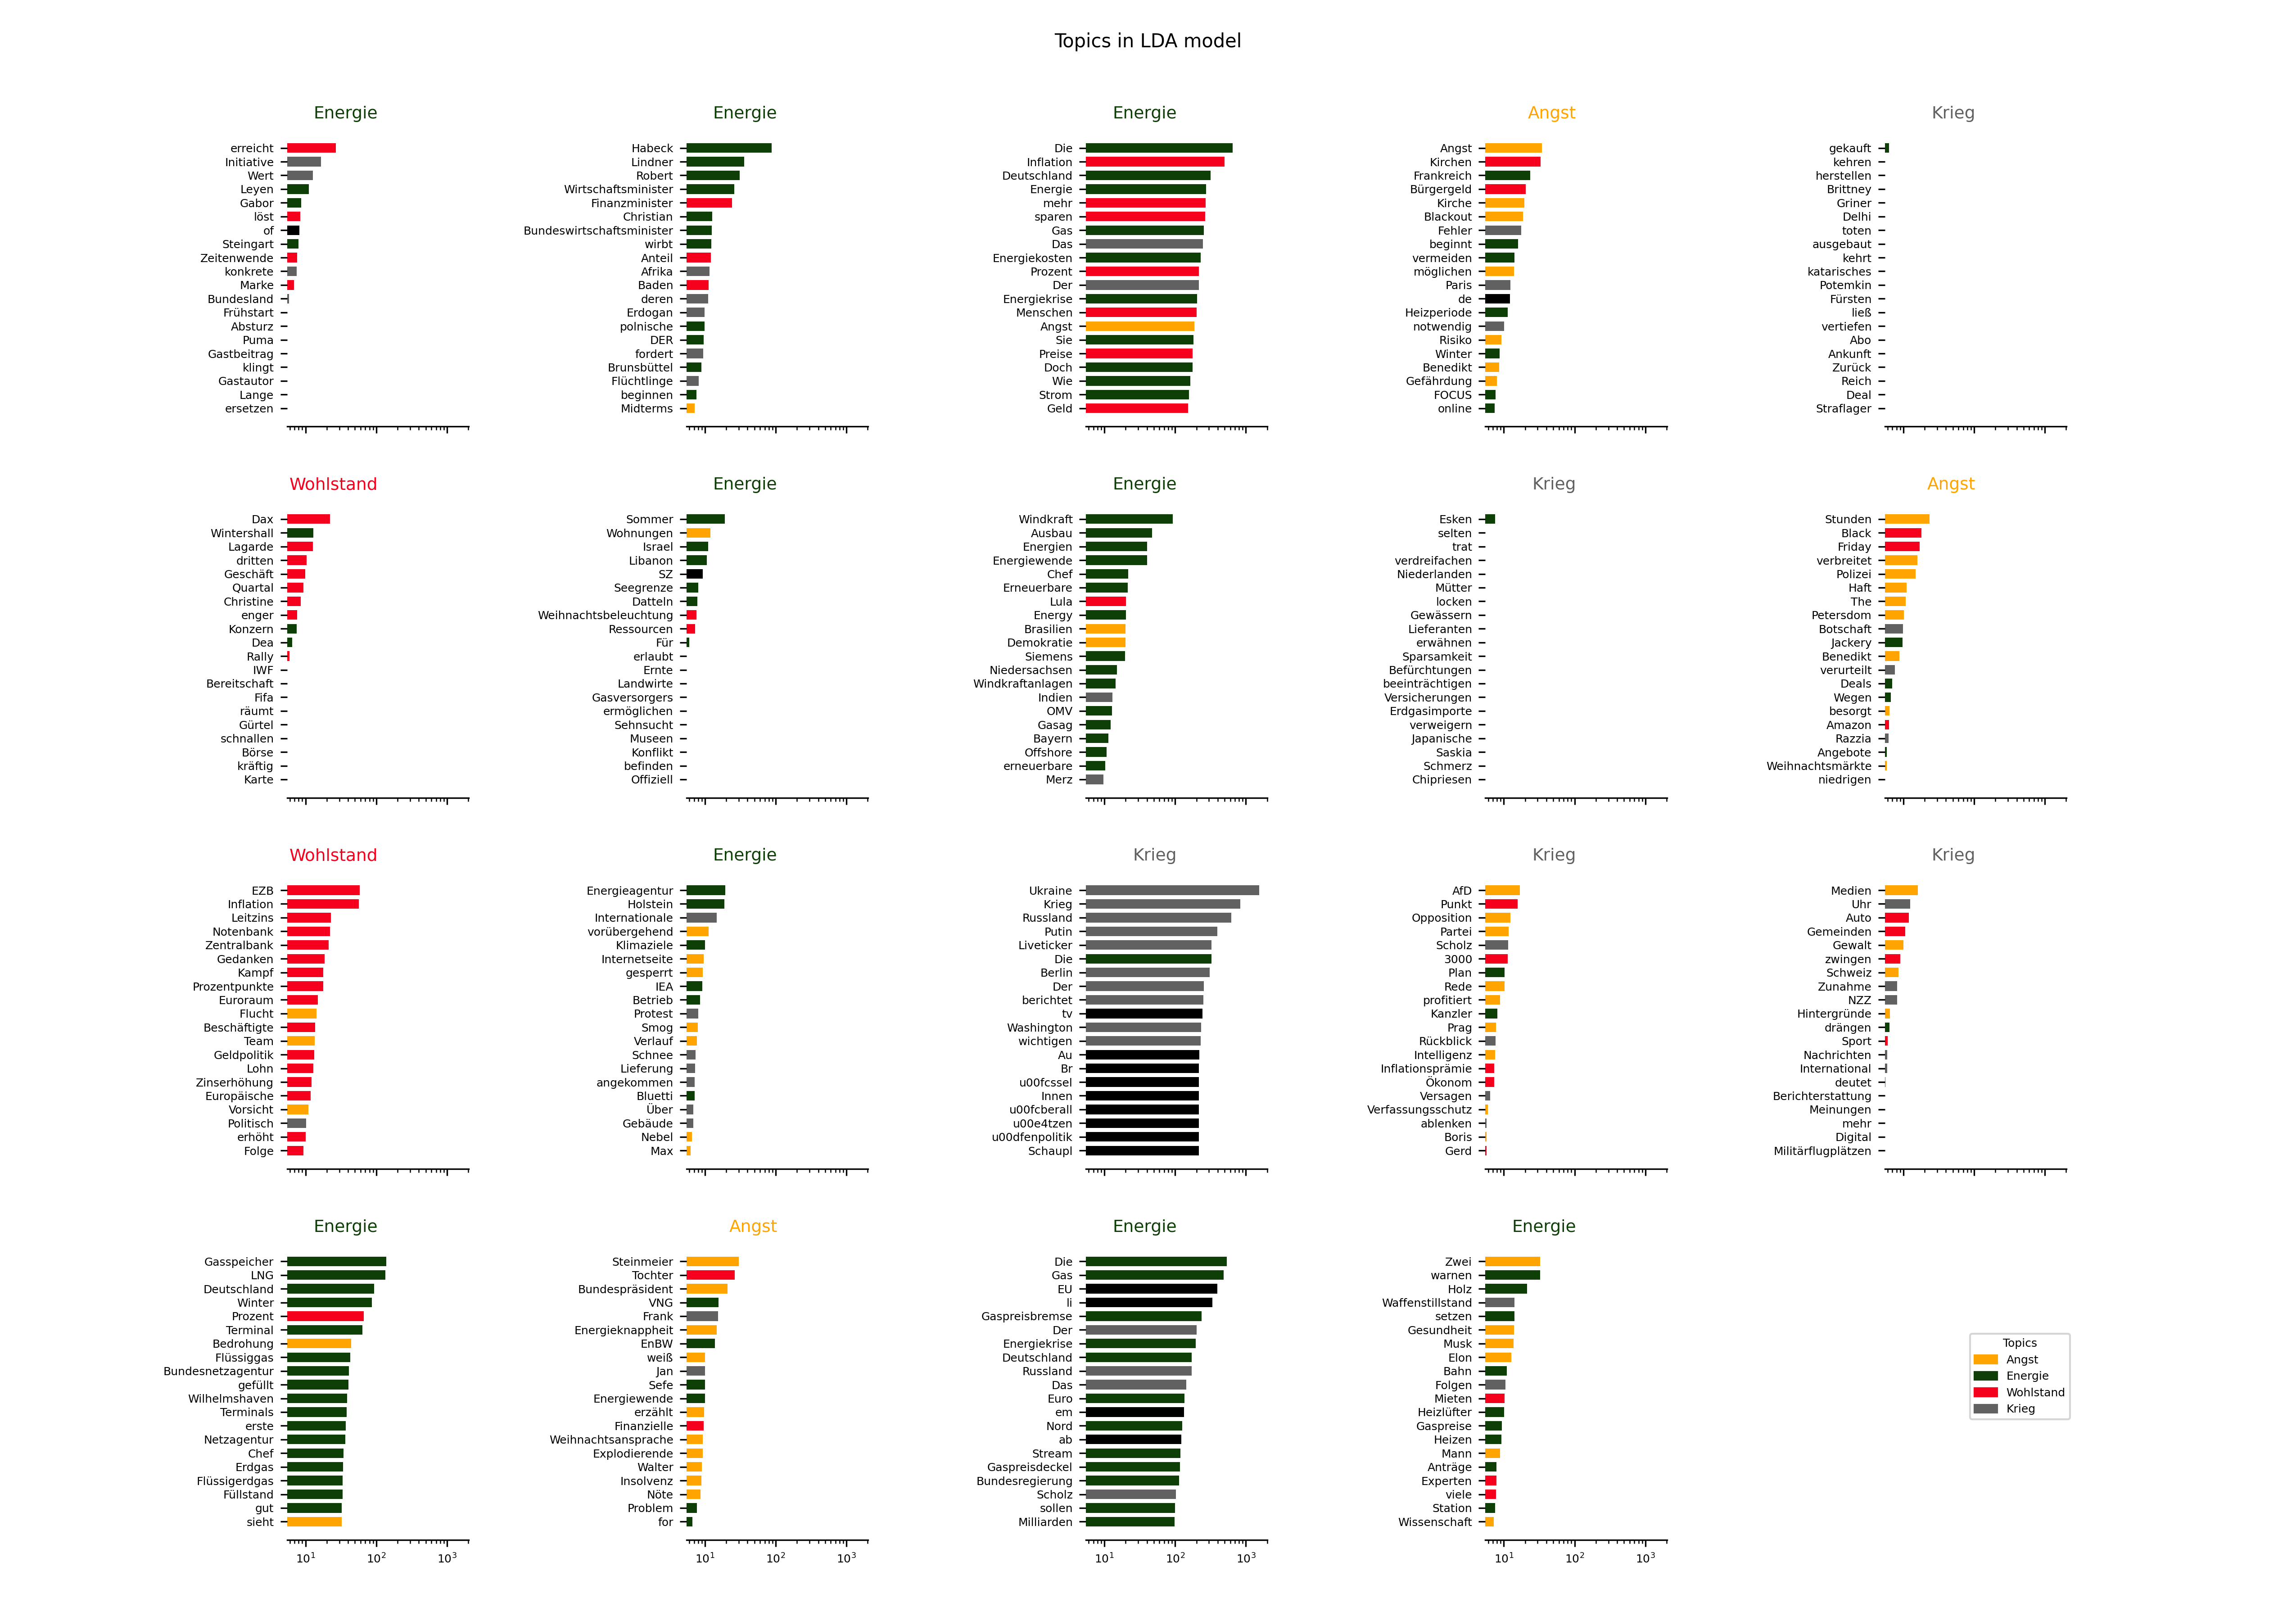 Topics in LDA model
Energie
erreicht
Initiative
Wert
Leyen
Gabor
löst
of
Steingart
Zeitenwende
konkrete
Marke
Bundesland
Frühstart
Absturz
Puma
Gastbeitrag
klingt
Gastautor
Lange
ersetzen
Energie
Habeck
Lindner
Robert
Wirtschaftsminister
Finanzminister
Christian
Bundeswirtschaftsminister
wirbt
Anteil
Afrika
Baden
deren
Erdogan
polnische
DER
fordert
Brunsbüttel
Flüchtlinge
beginnen
Midterms
Energie
Die
Inflation
Deutschland
Energie
mehr
sparen
Gas
Das
Energiekosten
Prozent
Der
Energiekrise
Menschen
Angst
Sie
Preise
Doch
Wie
Strom
Geld
Angst
Angst
Kirchen
Frankreich
Bürgergeld
Kirche
Blackout
Fehler
beginnt
vermeiden
möglichen
Paris
de
Heizperiode
notwendig
Risiko
Winter
Benedikt
Gefährdung
FOCUS
online
Krieg
gekauft
kehren
herstellen
Brittney
Griner
Delhi
toten
ausgebaut
kehrt
katarisches
Potemkin
Fürsten
ließ
vertiefen
Abo
Ankunft
Zurück
Reich
Deal
Straflager
Wohlstand
Dax
Wintershall
Lagarde
dritten
Geschäft
Quartal
Christine
enger
Konzern
Dea
Rally
IWF
Bereitschaft
Fifa
räumt
Gürtel
schnallen
Börse
kräftig
Karte
Energie
Sommer
Wohnungen
Israel
Libanon
SZ
Seegrenze
Datteln
Weihnachtsbeleuchtung
Ressourcen
Für
erlaubt
Ernte
Landwirte
Gasversorgers
ermöglichen
Sehnsucht
Museen
Konflikt
befinden
Offiziell
Energie
Windkraft
Ausbau
Energien
Energiewende
Chef
Erneuerbare
Lula
Energy
Brasilien
Demokratie
Siemens
Niedersachsen
Windkraftanlagen
Indien
OMV
Gasag
Bayern
Offshore
erneuerbare
Merz
Krieg
Esken
selten
trat
verdreifachen
Niederlanden
Mütter
locken
Gewässern
Lieferanten
erwähnen
Sparsamkeit
Befürchtungen
beeinträchtigen
Versicherungen
Erdgasimporte
verweigern
Japanische
Saskia
Schmerz
Chipriesen
Angst
Stunden
Black
Friday
verbreitet
Polizei
Haft
The
Petersdom
Botschaft
Jackery
Benedikt
verurteilt
Deals
Wegen
besorgt
Amazon
Razzia
Angebote
Weihnachtsmärkte
niedrigen
Wohlstand
EZB
Inflation
Leitzins
Notenbank
Zentralbank
Gedanken
Kampf
Prozentpunkte
Euroraum
Flucht
Beschäftigte
Team
Geldpolitik
Lohn
Zinserhöhung
Europäische
Vorsicht
Politisch
erhöht
Folge
Energie
Energieagentur
Holstein
Internationale
vorübergehend
Klimaziele
Internetseite
gesperrt
IEA
Betrieb
Protest
Smog
Verlauf
Schnee
Lieferung
angekommen
Bluetti
Über
Gebäude
Nebel
Max
Krieg
Ukraine
Krieg
Russland
Putin
Liveticker
Die
Berlin
Der
berichtet
tv
Washington
wichtigen
Au
Br
u00fcssel
Innen
u00fcberall
u00e4tzen
u00dfenpolitik
Schaupl
Krieg
AfD
Punkt
Opposition
Partei
Scholz
3000
Plan
Rede
profitiert
Kanzler
Prag
Rückblick
Intelligenz
Inflationsprämie
Ökonom
Versagen
Verfassungsschutz
ablenken
Boris
Gerd
Krieg
Medien
Uhr
Auto
Gemeinden
Gewalt
zwingen
Schweiz
Zunahme
NZZ
Hintergründe
drängen
Sport
Nachrichten
International
deutet
Berichterstattung
Meinungen
mehr
Digital
Militärflugplätzen
Energie
Gasspeicher
LNG
Deutschland
Winter
Prozent
Terminal
Bedrohung
Flüssiggas
Bundesnetzagentur
gefüllt
Wilhelmshaven
Terminals
erste
Netzagentur
Chef
Erdgas
Flüssigerdgas
Füllstand
gut
sieht
10¹ 10² 10³
Angst
Steinmeier
Tochter
Bundespräsident
VNG
Frank
Energieknappheit
EnBW
weiß
Jan
Sefe
Energiewende
erzählt
Finanzielle
Weihnachtsansprache
Explodierende
Walter
Insolvenz
Nöte
Problem
for
10¹ 10² 10³
Energie
Die
Gas
EU
li
Gaspreisbremse
Der
Energiekrise
Deutschland
Russland
Das
Euro
em
Nord
ab
Stream
Gaspreisdeckel
Bundesregierung
Scholz
sollen
Milliarden
10¹ 10² 10³
Energie
Zwei
warnen
Holz
Waffenstillstand
setzen
Gesundheit
Musk
Elon
Bahn
Folgen
Mieten
Heizlüfter
Gaspreise
Heizen
Mann
Anträge
Experten
viele
Station
Wissenschaft
10¹ 10² 10³
Topics
Angst
Energie
Wohlstand
Krieg